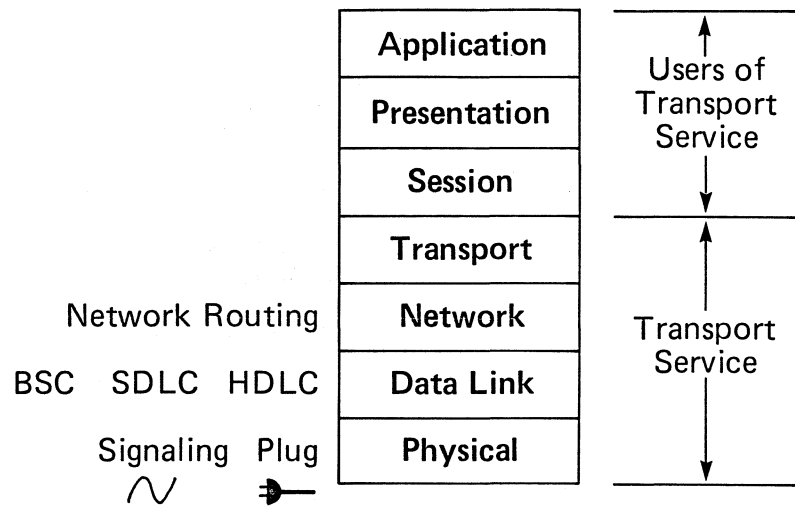 Application
Presentation
Session
Transport
Network
Data Link
Physical
Network Routing
BSC SDLC HDLC
Signaling Plug
Users of
Transport
Service
Transport
Service